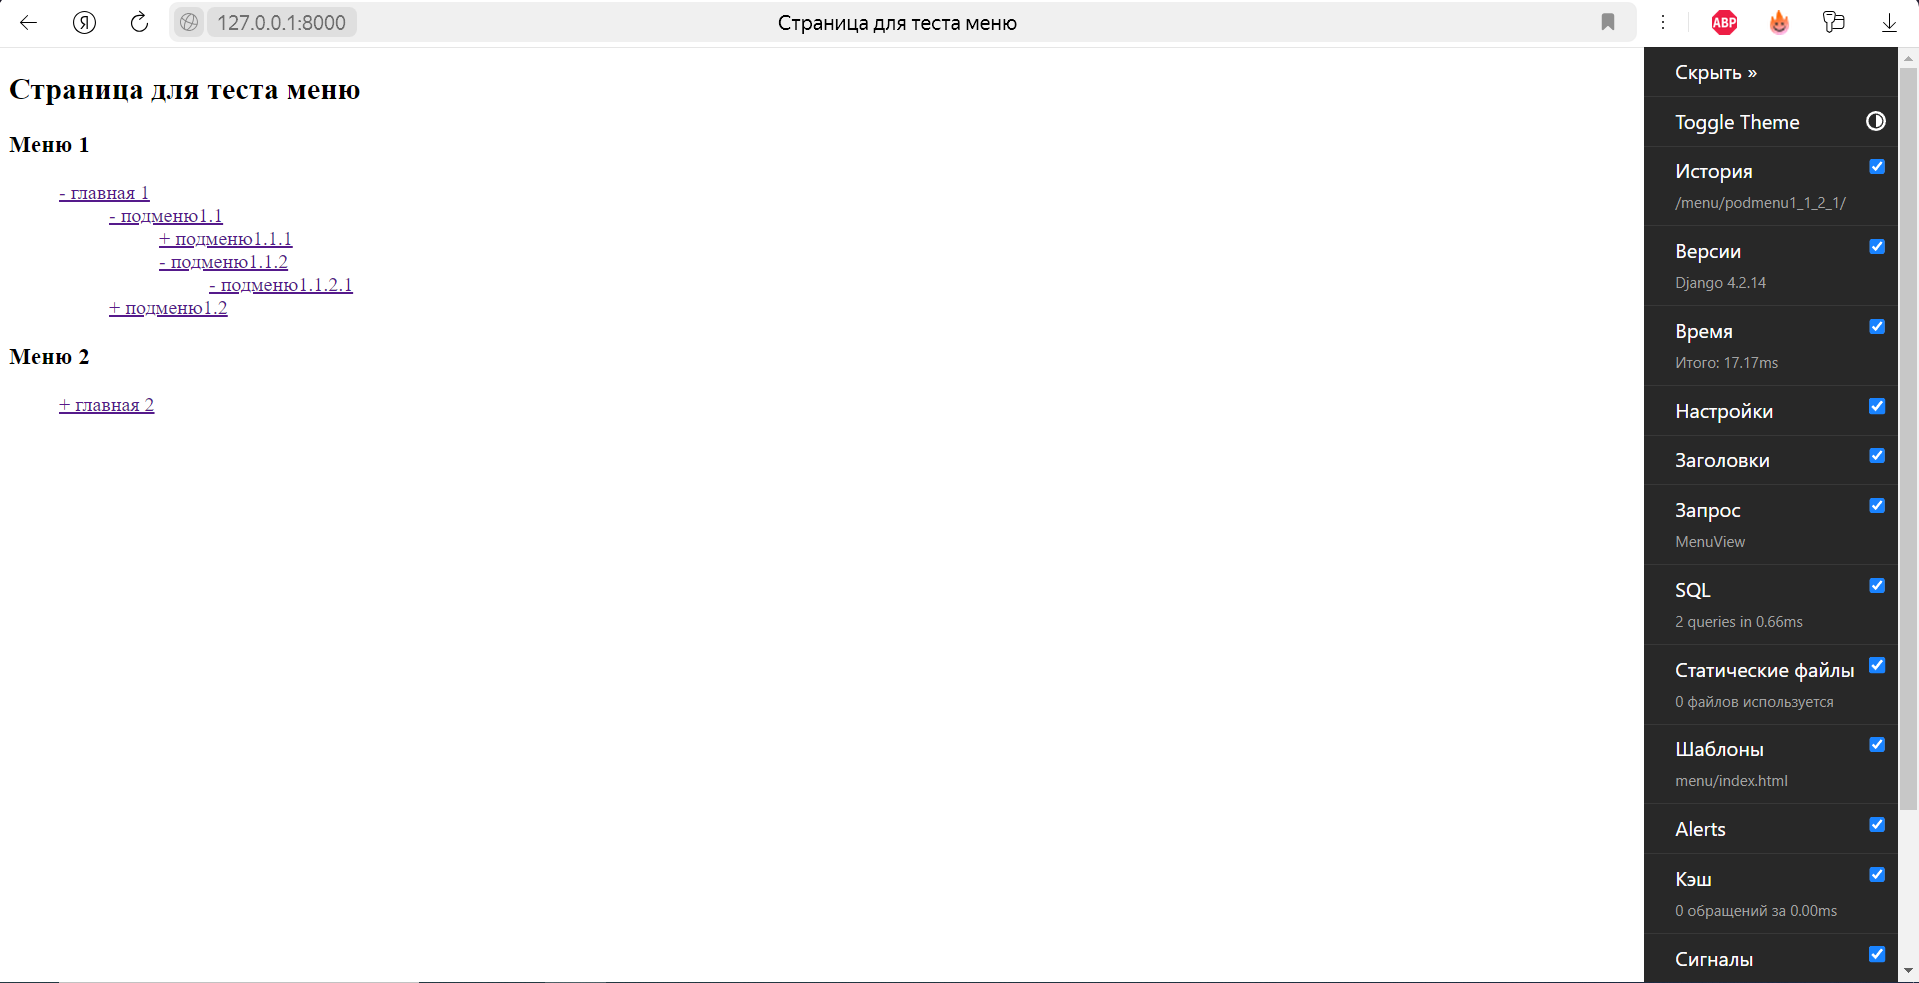 Я
127.0.0.1:8000
Страница для теста меню
ABP
Страница для теста меню
Меню 1
- главная 1
- подменю1.1
+ подменю1.1.1
- подменю1.1.2
- подменю1.1.2.1
+ подменю1.2
Меню 2
+ главная 2
Скрыть »
Toggle Theme
История
/menu/podmenu1_1_2_1/
Версии
Django 4.2.14
Время
Итого: 17.17ms
Настройки
Заголовки
Запрос
MenuView
SQL
2 queries in 0.66ms
Статические файлы
0 файлов используется
Шаблоны
menu/index.html
Alerts
Кэш
0 обращений за 0.00ms
Сигналы